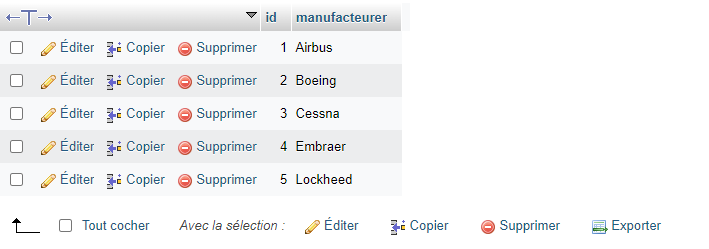 id manufacteurer
Éditer Copier Supprimer 1 Airbus
Éditer Copier Supprimer 2 Boeing
Éditer Copier Supprimer 3 Cessna
Éditer Copier Supprimer 4 Embraer
Éditer Copier Supprimer 5 Lockheed
Tout cocher Avec la sélection : Éditer Copier Supprimer Exporter